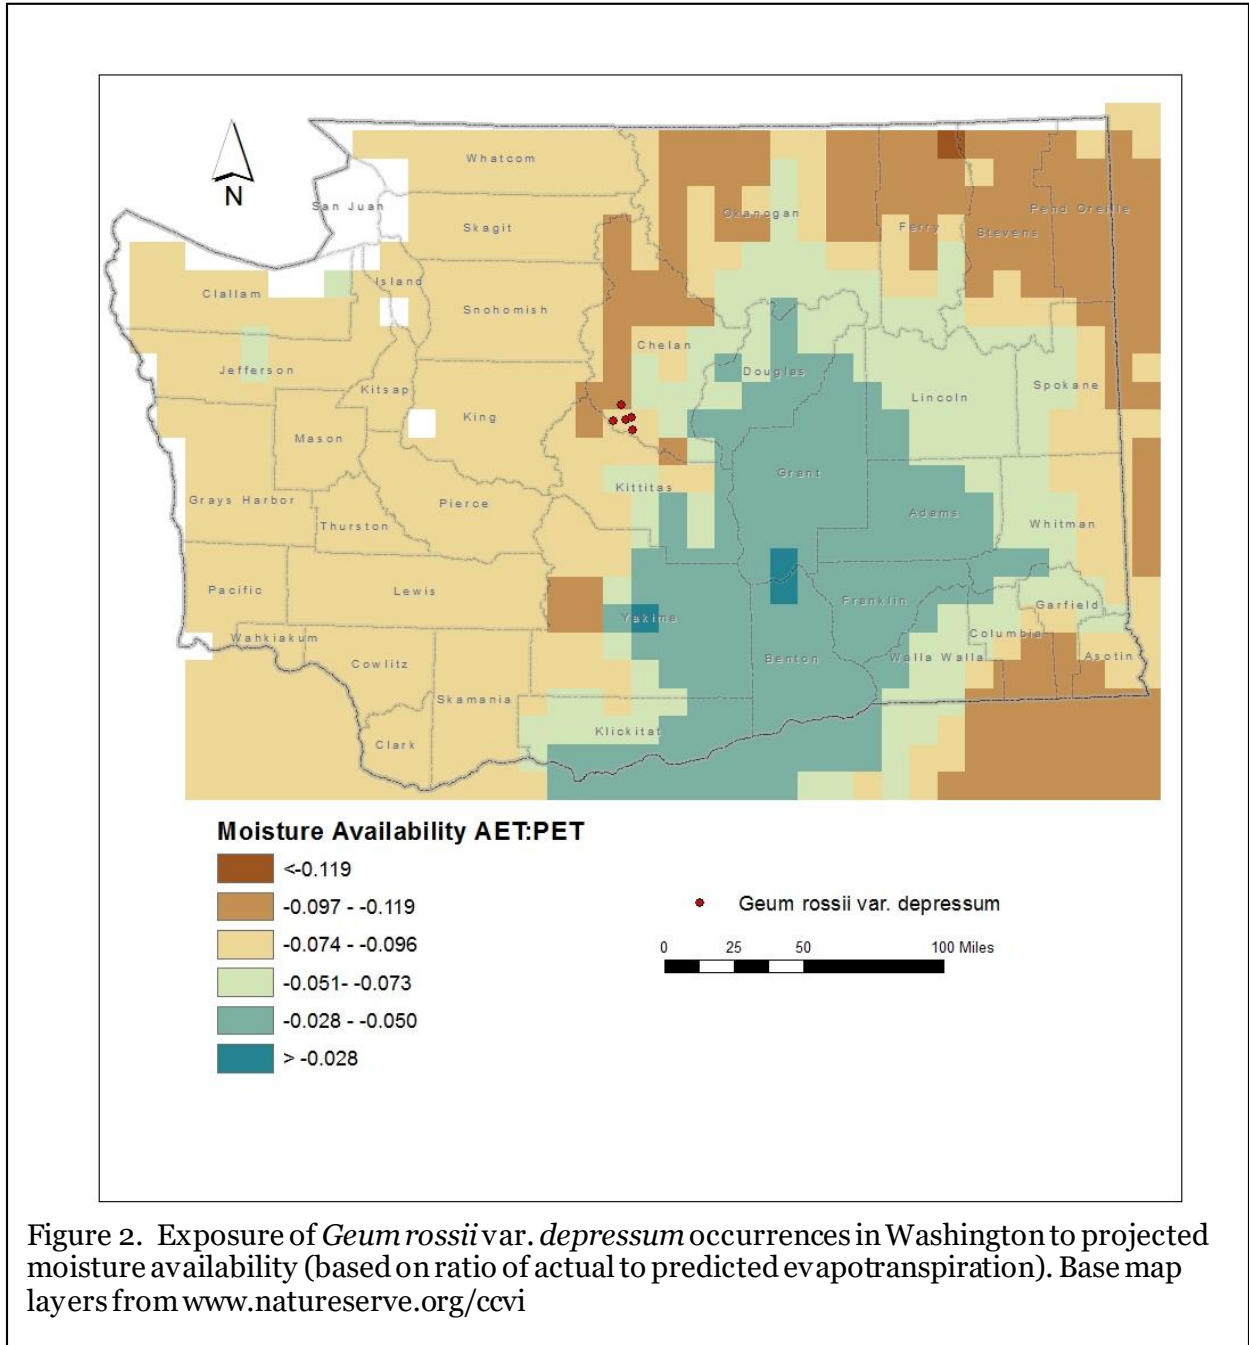 N
Whatcom
San Juan
Skagit
Okanogan
Pend Oreille
Ferry
Stevens
Island
Clallam
Snohomish
Chelan
Jefferson
Douglas
Spokane
Kitsap
Lincoln
King
Mason
Grant
Kittitas
Grays Harbor
Pierce
Adams
Thurston
Whitman
Pacific
Lewis
Franklin
Garfield
Yakima
Wahkiakum
Columbia
Cowlitz
Benton
Walla Walla
Asotin
Skamania
Klickitat
Clark
Moisture Availability AET:PET
<-0.119
-0.097 - -0.119
-0.074 - -0.096
-0.051- -0.073
-0.028 - -0.050
> -0.028
Geum rossii var. depressum
0 25 50 100 Miles
Figure 2. Exposure of Geum rossii var. depressum occurrences in Washington to projected
moisture availability (based on ratio of actual to predicted evapotranspiration). Base map
layers from www.natureserve.org/ccvi